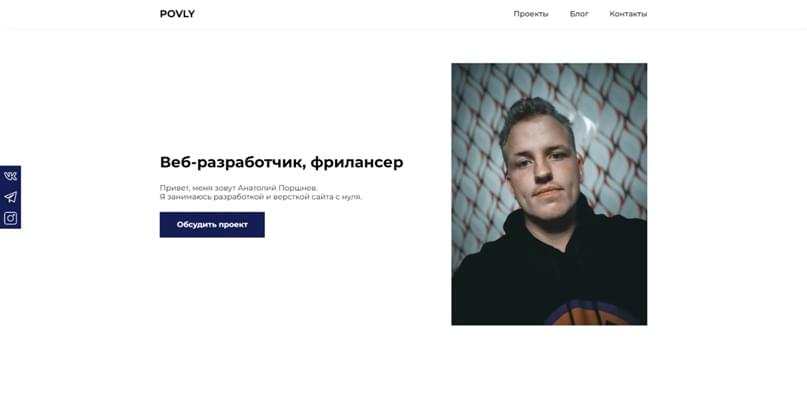 POVLY
Проекты Блог Контакты
Веб-разработчик, фрилансер
Привет, меня зовут Анатолий Поршнев.
Я занимаюсь разработкой и версткой сайта с нуля.
Обсудить проект